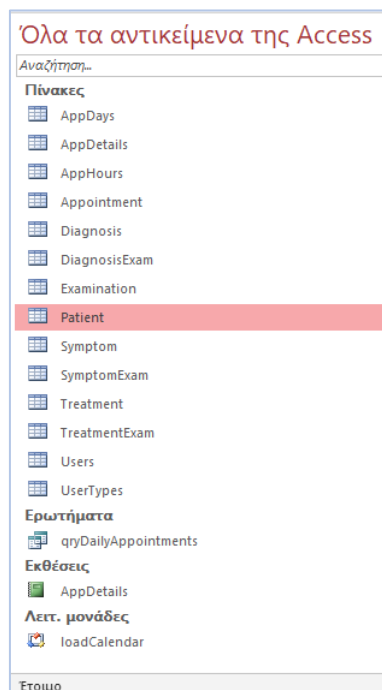 Όλα τα αντικείμενα της Access
Αναζήτηση...
Πίνακες
AppDays
AppDetails
AppHours
Appointment
Diagnosis
DiagnosisExam
Examination
Patient
Symptom
SymptomExam
Treatment
TreatmentExam
Users
UserTypes
Ερωτήματα
qryDailyAppointments
Εκθέσεις
AppDetails
Λειτ. μονάδες
loadCalendar
Έτοιμο